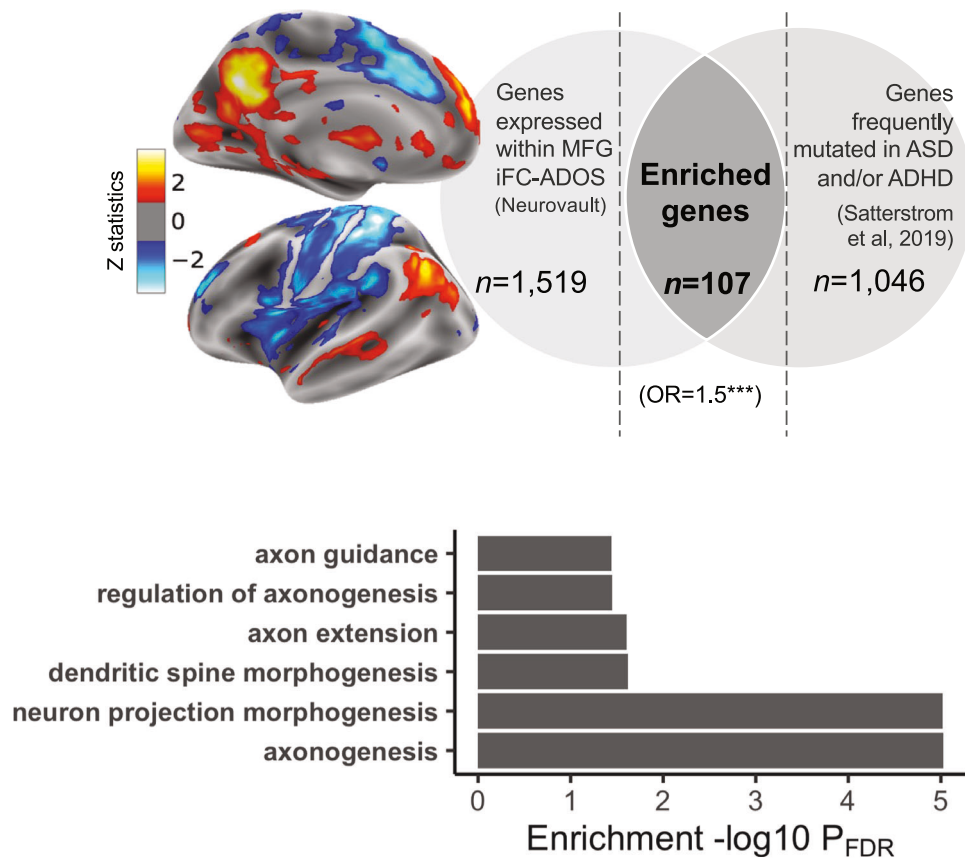 Z statistics
2
0
−2
Genes
expressed
within MFG
iFC-ADOS
(Neurovault)
n=1,519
Enriched
genes
n=107
Genes
frequently
mutated in ASD
and/or ADHD
(Satterstrom
et al, 2019)
n=1,046
(OR=1.5***)
axon guidance
regulation of axonogenesis
axon extension
dendritic spine morphogenesis
neuron projection morphogenesis
axonogenesis
0 1 2 3 4 5
Enrichment -log10 PFDR